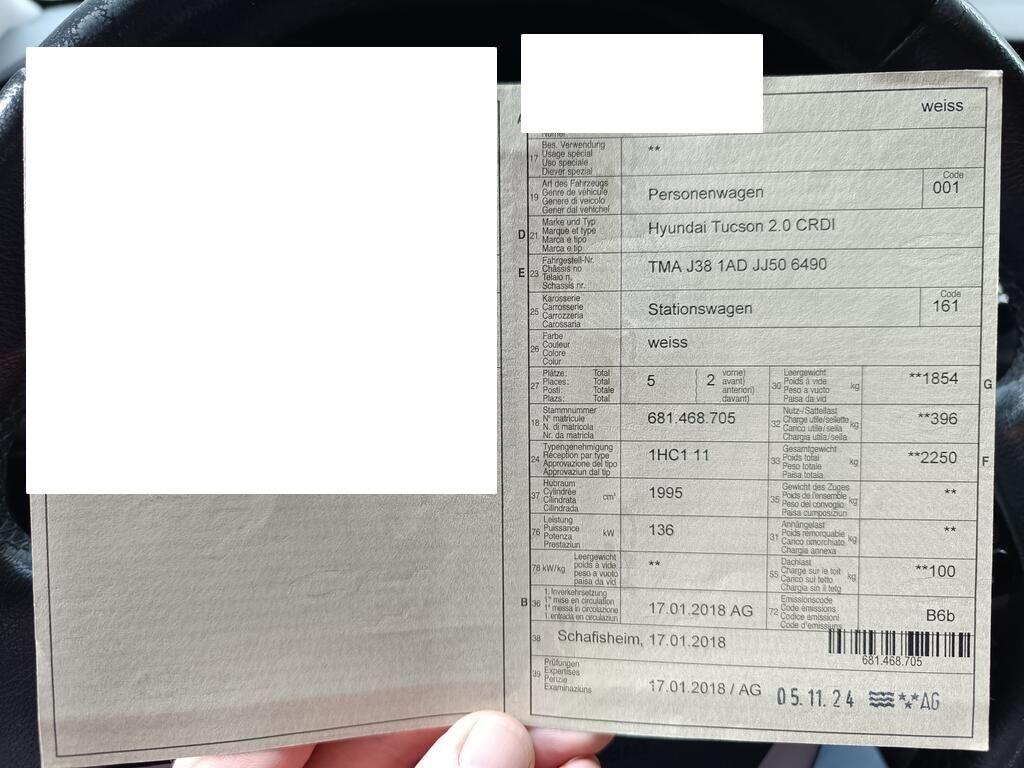 weiss
17 Bes. Verwendung
Usage spécial
Uso speciale
Diever spezial
**
19 Art des Fahrzeugs
Genre de véhicule
Genere di veicolo
Gener dal vehichel
Personenwagen
Code
001
D 21 Marke und Typ
Marque et type
Marca e tipo
Marca e tip
Hyundai Tucson 2.0 CRDI
E 23 Fahrgestell-Nr.
Châssis no
Telaio n.
Schassis nr.
TMA J38 1AD JJ50 6490
25 Karosserie
Carrosserie
Carrozzeria
Carossaria
Stationswagen
Code
161
26 Farbe
Couleur
Colore
Colur
weiss
27 Plätze: Total
Places: Total
Posti: Totale
Plazs: Total
5 ( 2 vorne)
avant)
anteriori)
davant)
30 Leergewicht
Poids à vide
Peso a vuoto
Paisa da vid
kg
**1854
G
18 Stammnummer
N° matricule
N. di matricola
Nr. da matricla
681.468.705
32 Nutz-/Sattellast
Charge utile/sellette
Carico utile/sella
Chargia utila/sella
kg
**396
24 Typengenehmigung
Réception par type
Approvazione del tipo
Approvaziun dal tip
1HC1 11
33 Gesamtgewicht
Poids total
Peso totale
Paisa totala
kg
**2250
F
37 Hubraum
Cylindrée
Cilindrata
Cilindrada
cm³
1995
35 Gewicht des Zuges
Poids de l'ensemble
Peso del convoglio
Paisa cumposiziun
kg
**
76 Leistung
Puissance
Potenza
Prestaziun
kW
136
31 Anhängelast
Poids remorquable
Carico rimorchiato
Chargia annexa
kg
**
78 kW/kg Leergewicht
poids à vide
peso a vuoto
paisa da vid
**
55 Dachlast
Charge sur le toit
Carico sul tetto
Chargia sin il tetg
kg
**100
B 36 1. Inverkehrsetzung
1re mise en circulation
1a messa in circolazione
1. entrada en circulaziun
17.01.2018 AG
72 Emissionscode
Code émissions
Codice emissioni
Code d'emissiuns
B6b
38 Schafisheim, 17.01.2018
681.468.705
39 Prüfungen
Expertises
Perizie
Examinaziuns
17.01.2018 / AG
05.11.24 AG